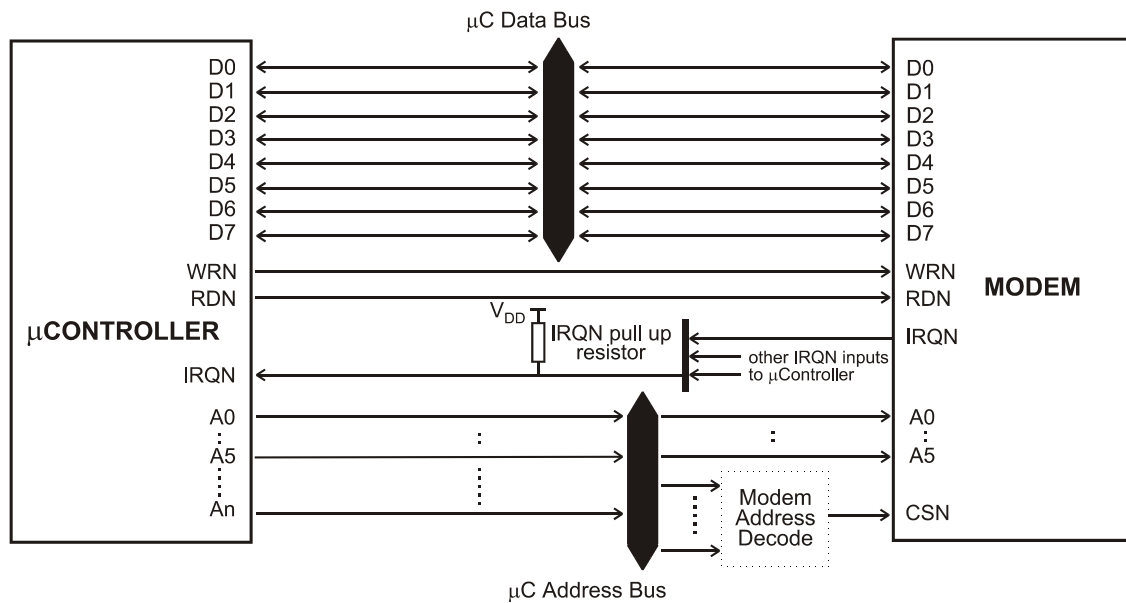 μC Data Bus
D0
D1
D2
D3
D4
D5
D6
D7
WRN
RDN
μCONTROLLER
IRQN
A0
A5
An
VDD
IRQN pull up
resistor
other IRQN inputs
to μController
D0
D1
D2
D3
D4
D5
D6
D7
WRN
RDN
MODEM
IRQN
A0
A5
CSN
Modem
Address
Decode
μC Address Bus